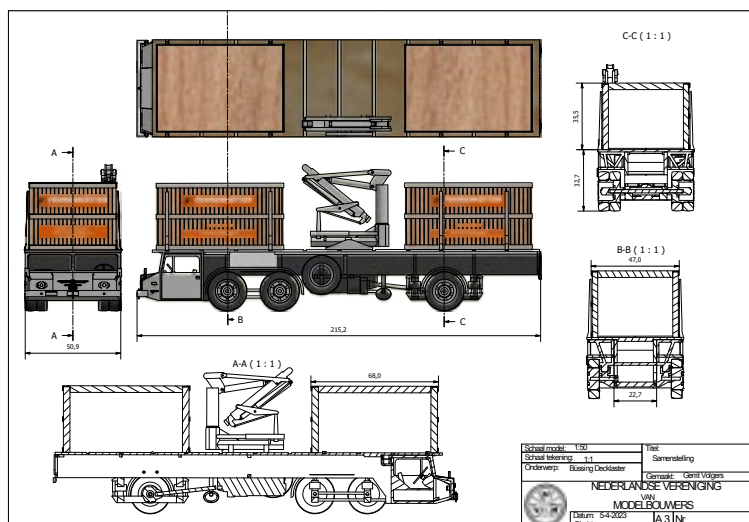 C-C ( 1 : 1 )
35,5
32,7
A
C
B-B ( 1 : 1 )
47,0
22,7
A
50,9
B
C
215,2
A-A ( 1 : 1 )
68,0
Schaal model: 1:50
Titel:
Schaal tekening: 1:1
Samenstelling
Onderwerp: Büssing Decklaster
Gemaakt: Gerrit Volgers
NEDERLANDSE VERENIGING
VAN
MODELBOUWERS
Datum: 5-4-2023
A 3 Nr